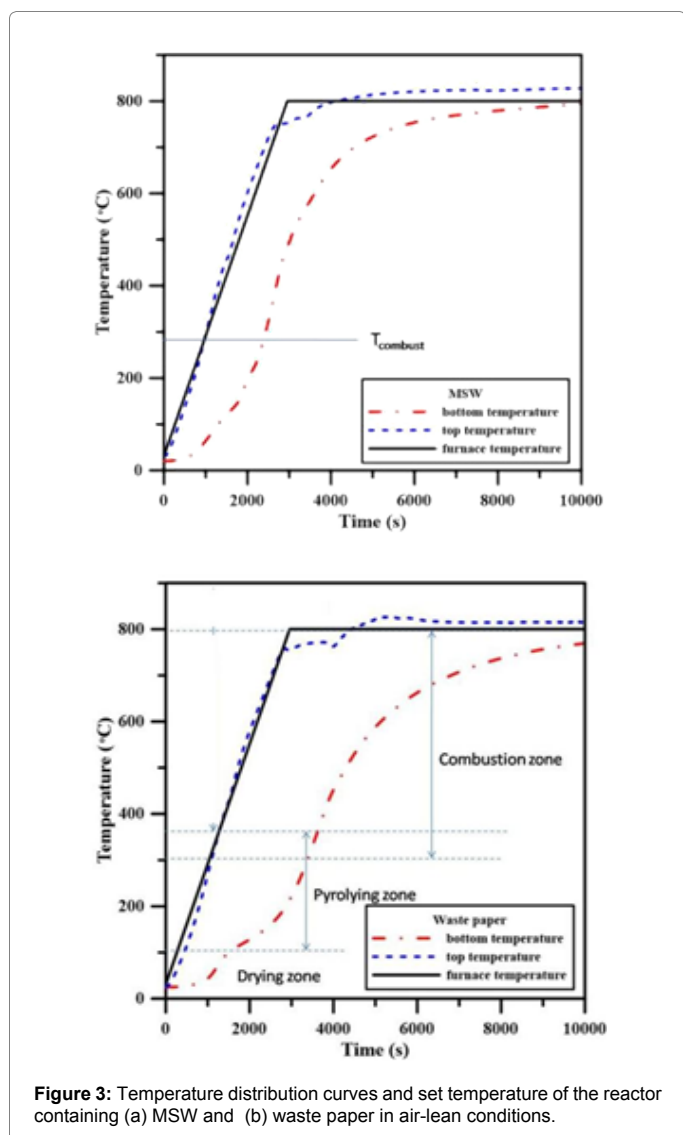 800
600
400
200
0
Temperature (°C)
T combust
MSW
bottom temperature
top temperature
furnace temperature
0 2000 4000 6000 8000 10000
Time (s)
800
600
400
200
0
Temperature (°C)
Combustion zone
Pyrolying zone
Drying zone
Waste paper
bottom temperature
top temperature
furnace temperature
0 2000 4000 6000 8000 10000
Time (s)
Figure 3: Temperature distribution curves and set temperature of the reactor
containing (a) MSW and (b) waste paper in air-lean conditions.